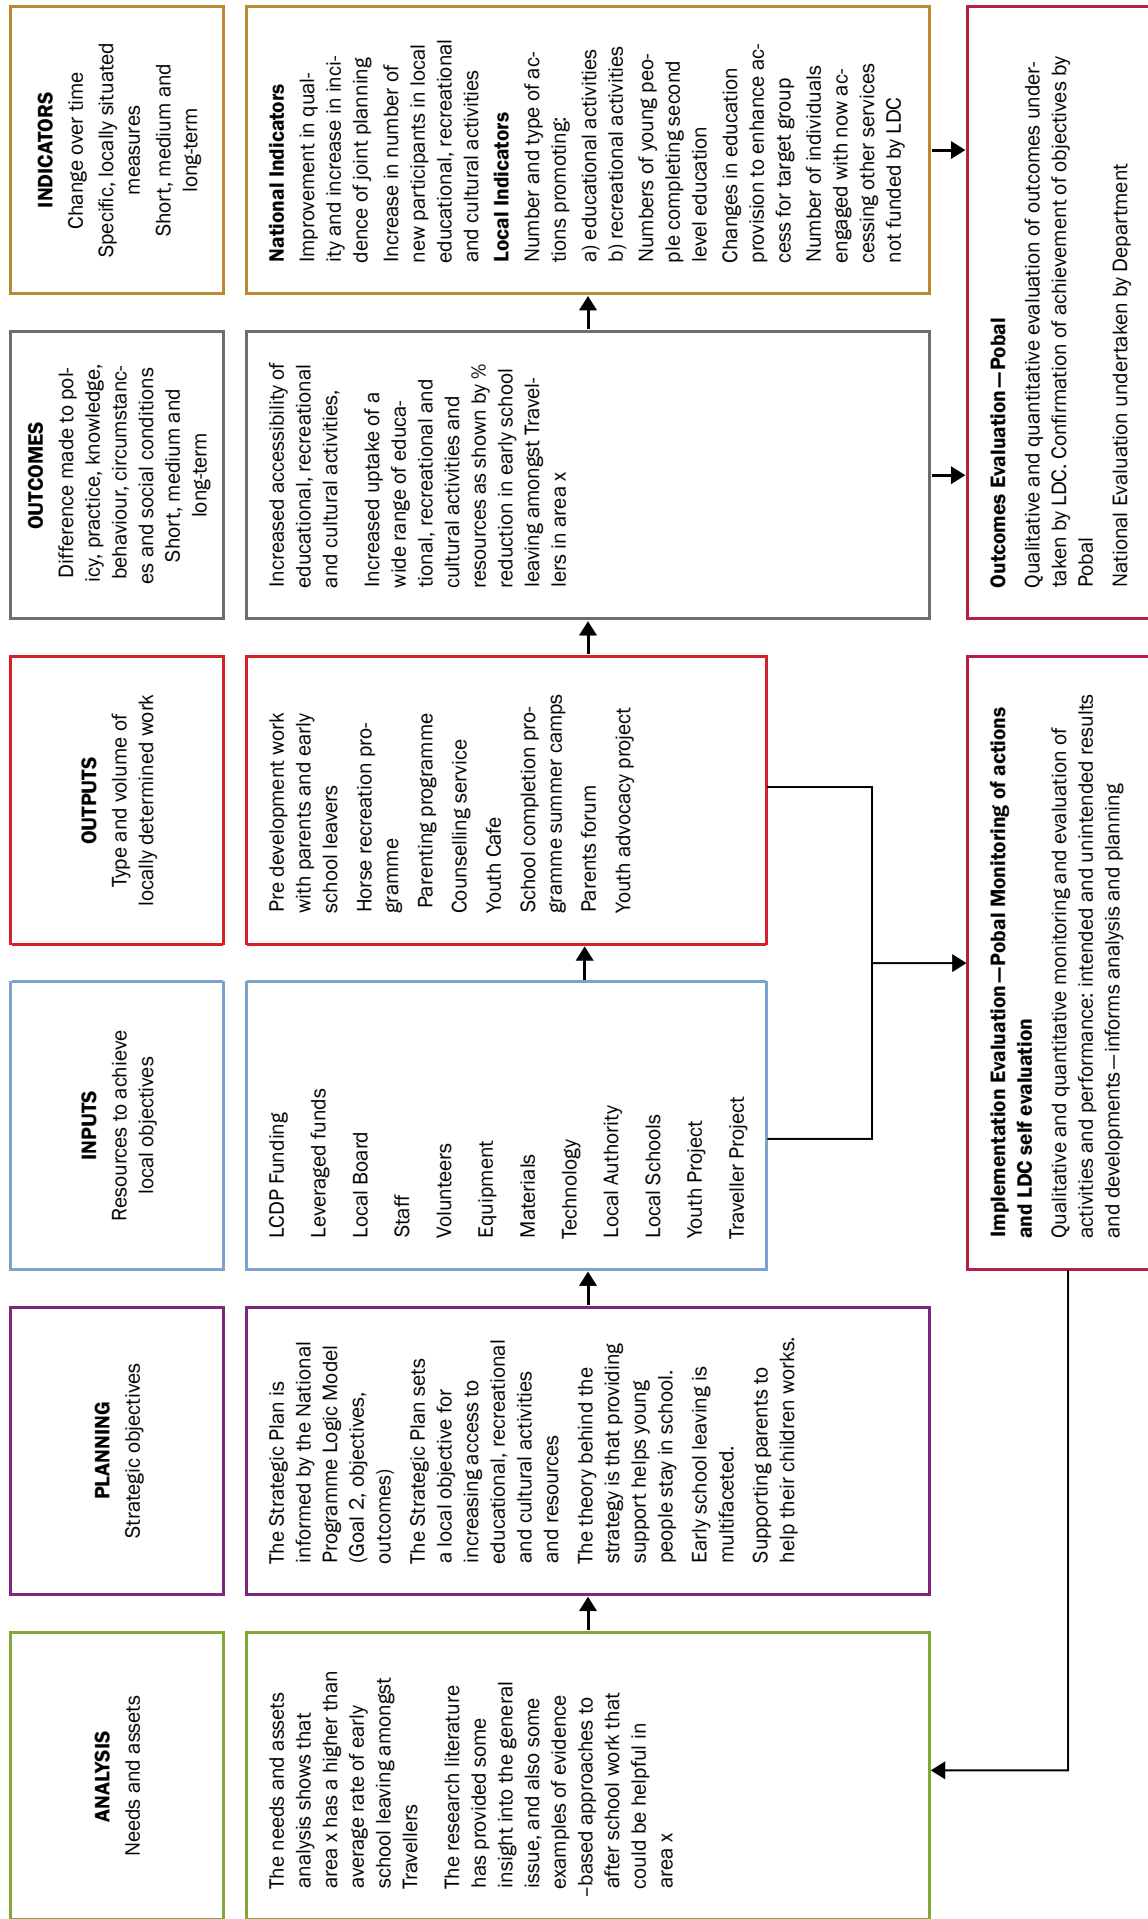 ANALYSIS
Needs and assets
The needs and assets
analysis shows that
area x has a higher than
average rate of early
school leaving amongst
Travellers
The research literature
has provided some
insight into the general
issue, and also some
examples of evidence
–based approaches to
after school work that
could be helpful in
area x
PLANNING
Strategic objectives
The Strategic Plan is
informed by the National
Programme Logic Model
(Goal 2, objectives,
outcomes)
The Strategic Plan sets
a local objective for
increasing access to
educational, recreational
and cultural activities
and resources
The theory behind the
strategy is that providing
support helps young
people stay in school.
Early school leaving is
multifaceted.
Supporting parents to
help their children works.
INPUTS
Resources to achieve
local objectives
LCDP Funding
Leveraged funds
Local Board
Staff
Volunteers
Equipment
Materials
Technology
Local Authority
Local Schools
Youth Project
Traveller Project
OUTPUTS
Type and volume of
locally determined work
Pre development work
with parents and early
school leavers
Horse recreation pro-
gramme
Parenting programme
Counselling service
Youth Cafe
School completion pro-
gramme summer camps
Parents forum
Youth advocacy project
OUTCOMES
Difference made to pol-
icy, practice, knowledge,
behaviour, circumstanc-
es and social conditions
Short, medium and
long-term
Increased accessibility of
educational, recreational
and cultural activities,
Increased uptake of a
wide range of educa-
tional, recreational and
cultural activities and
resources as shown by %
reduction in early school
leaving amongst Travel-
lers in area x
INDICATORS
Change over time
Specific, locally situated
measures
Short, medium and
long-term
National Indicators
Improvement in qual-
ity and increase in inci-
dence of joint planning
Increase in number of
new participants in local
educational, recreational
and cultural activities
Local Indicators
Number and type of ac-
tions promoting:
a) educational activities
b) recreational activities
Numbers of young peo-
ple completing second
level education
Changes in education
provision to enhance ac-
cess for target group
Number of individuals
engaged with now ac-
cessing other services
not funded by LDC
Implementation Evaluation—Pobal Monitoring of actions
and LDC self evaluation
Qualitative and quantitative monitoring and evaluation of
activities and performance: intended and unintended results
and developments—informs analysis and planning
Outcomes Evaluation—Pobal
Qualitative and quantitative evaluation of outcomes under-
taken by LDC. Confirmation of achievement of objectives by
Pobal
National Evaluation undertaken by Department